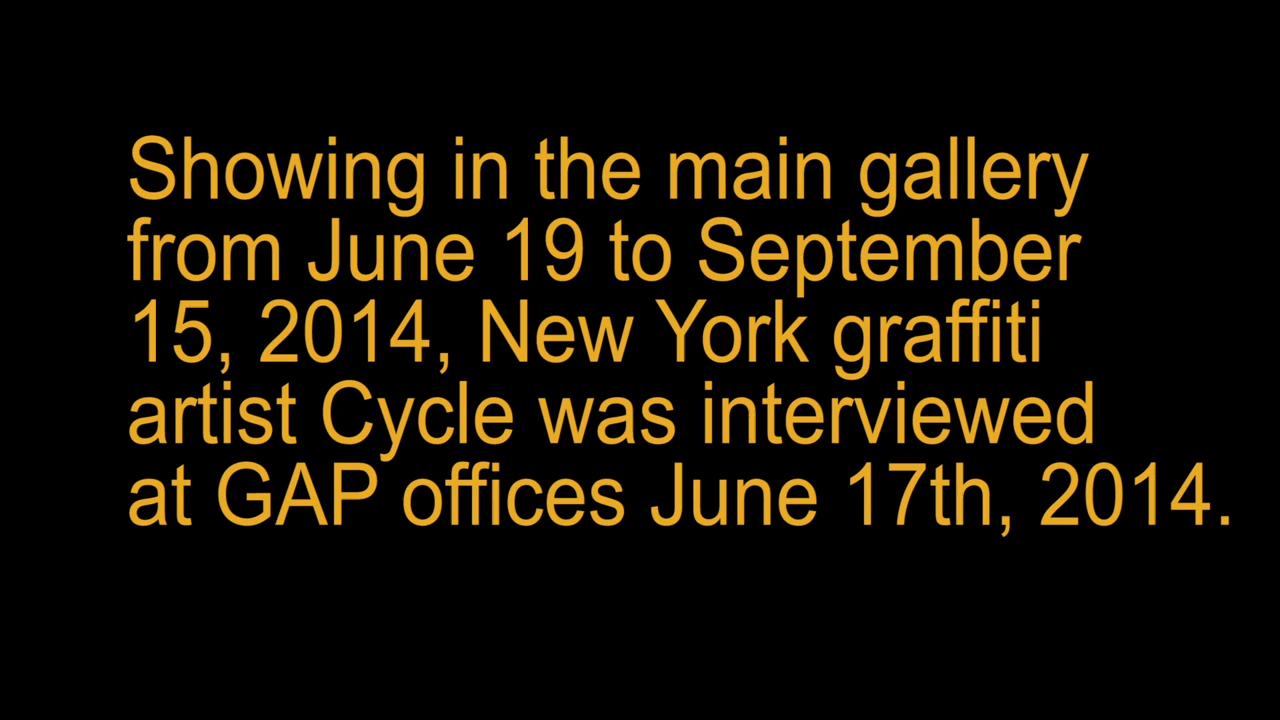 Showing in the main gallery
from June 19 to September
15, 2014, New York graffiti
artist Cycle was interviewed
at GAP offices June 17th, 2014.